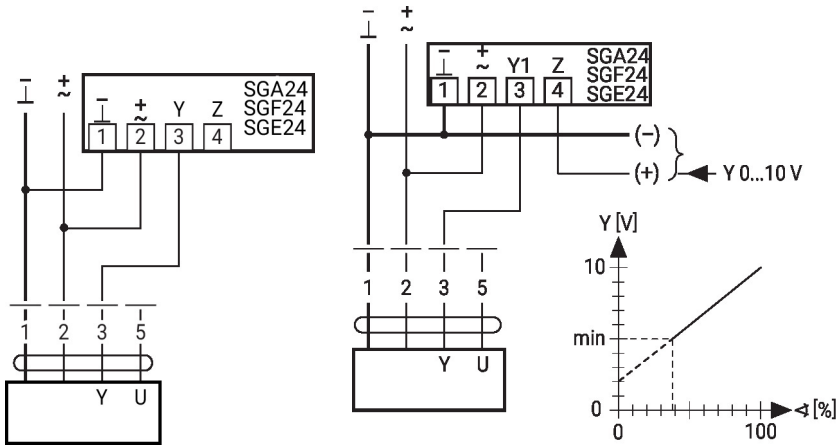 − +
⊥ ~
− +
⊥ ~ Y Z
1 2 3 4
SGA24
SGF24
SGE24
1 2 3 5
Y U
− +
⊥ ~
− +
⊥ ~ Y1 Z
1 2 3 4
SGA24
SGF24
SGE24
(−)
(+)
Y 0...10 V
1 2 3 5
Y U
Y [V]
10
min
0
0 100
∢ [%]